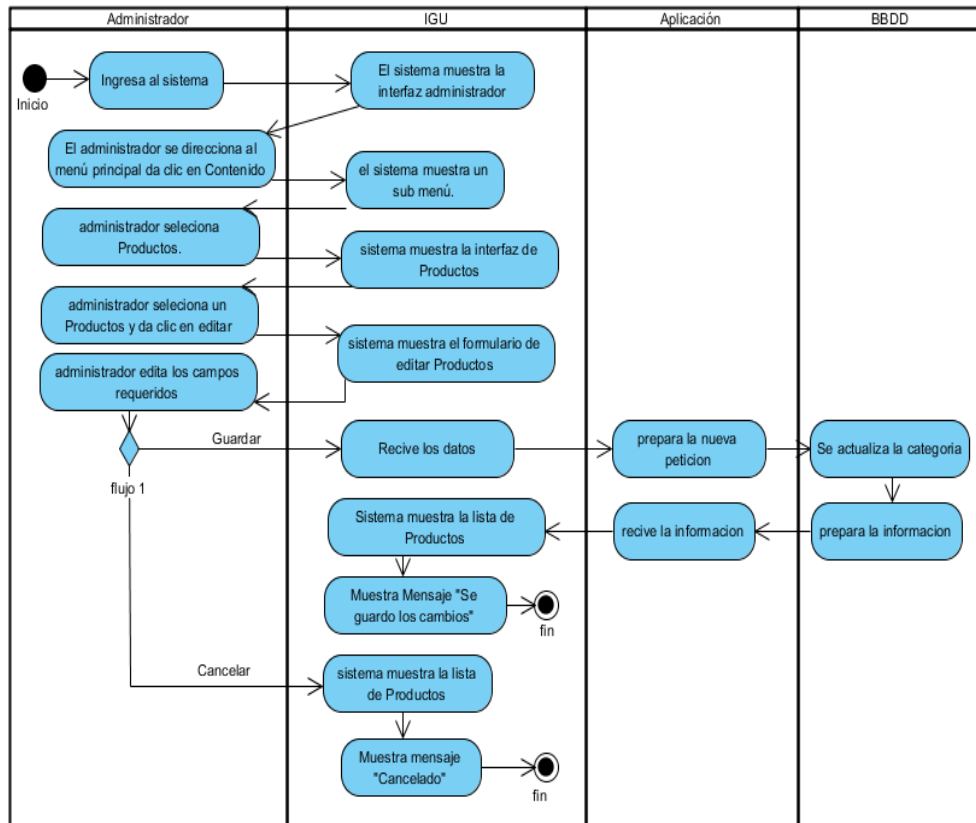 Administrador
IGU
Aplicación
BBDD
Inicio
Ingresa al sistema
El sistema muestra la
interfaz administrador
El administrador se direcciona al
menú principal da clic en Contenido
el sistema muestra un
sub menú.
administrador seleciona
Productos.
sistema muestra la interfaz de
Productos
administrador seleciona un
Productos y da clic en editar
sistema muestra el formulario de
editar Productos
administrador edita los campos
requeridos
flujo 1
Guardar
Recive los datos
prepara la nueva
peticion
Se actualiza la categoria
Sistema muestra la lista de
Productos
recive la informacion
prepara la informacion
Muestra Mensaje "Se
guardo los cambios"
fin
Cancelar
sistema muestra la lista
de Productos
Muestra mensaje
"Cancelado"
fin